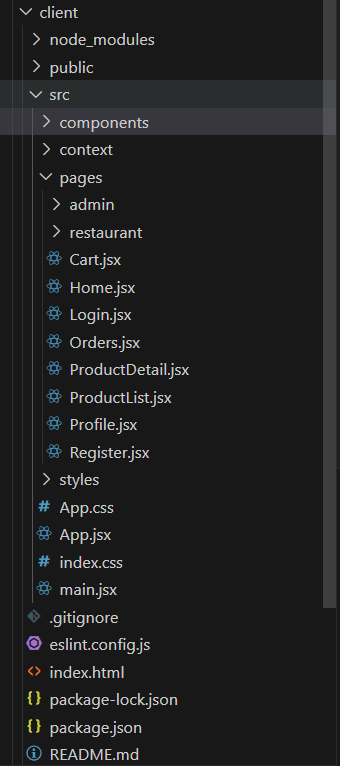 client
node_modules
public
src
components
context
pages
admin
restaurant
Cart.jsx
Home.jsx
Login.jsx
Orders.jsx
ProductDetail.jsx
ProductList.jsx
Profile.jsx
Register.jsx
styles
# App.css
App.jsx
# index.css
main.jsx
.gitignore
eslint.config.js
<> index.html
{} package-lock.json
{} package.json
README.md